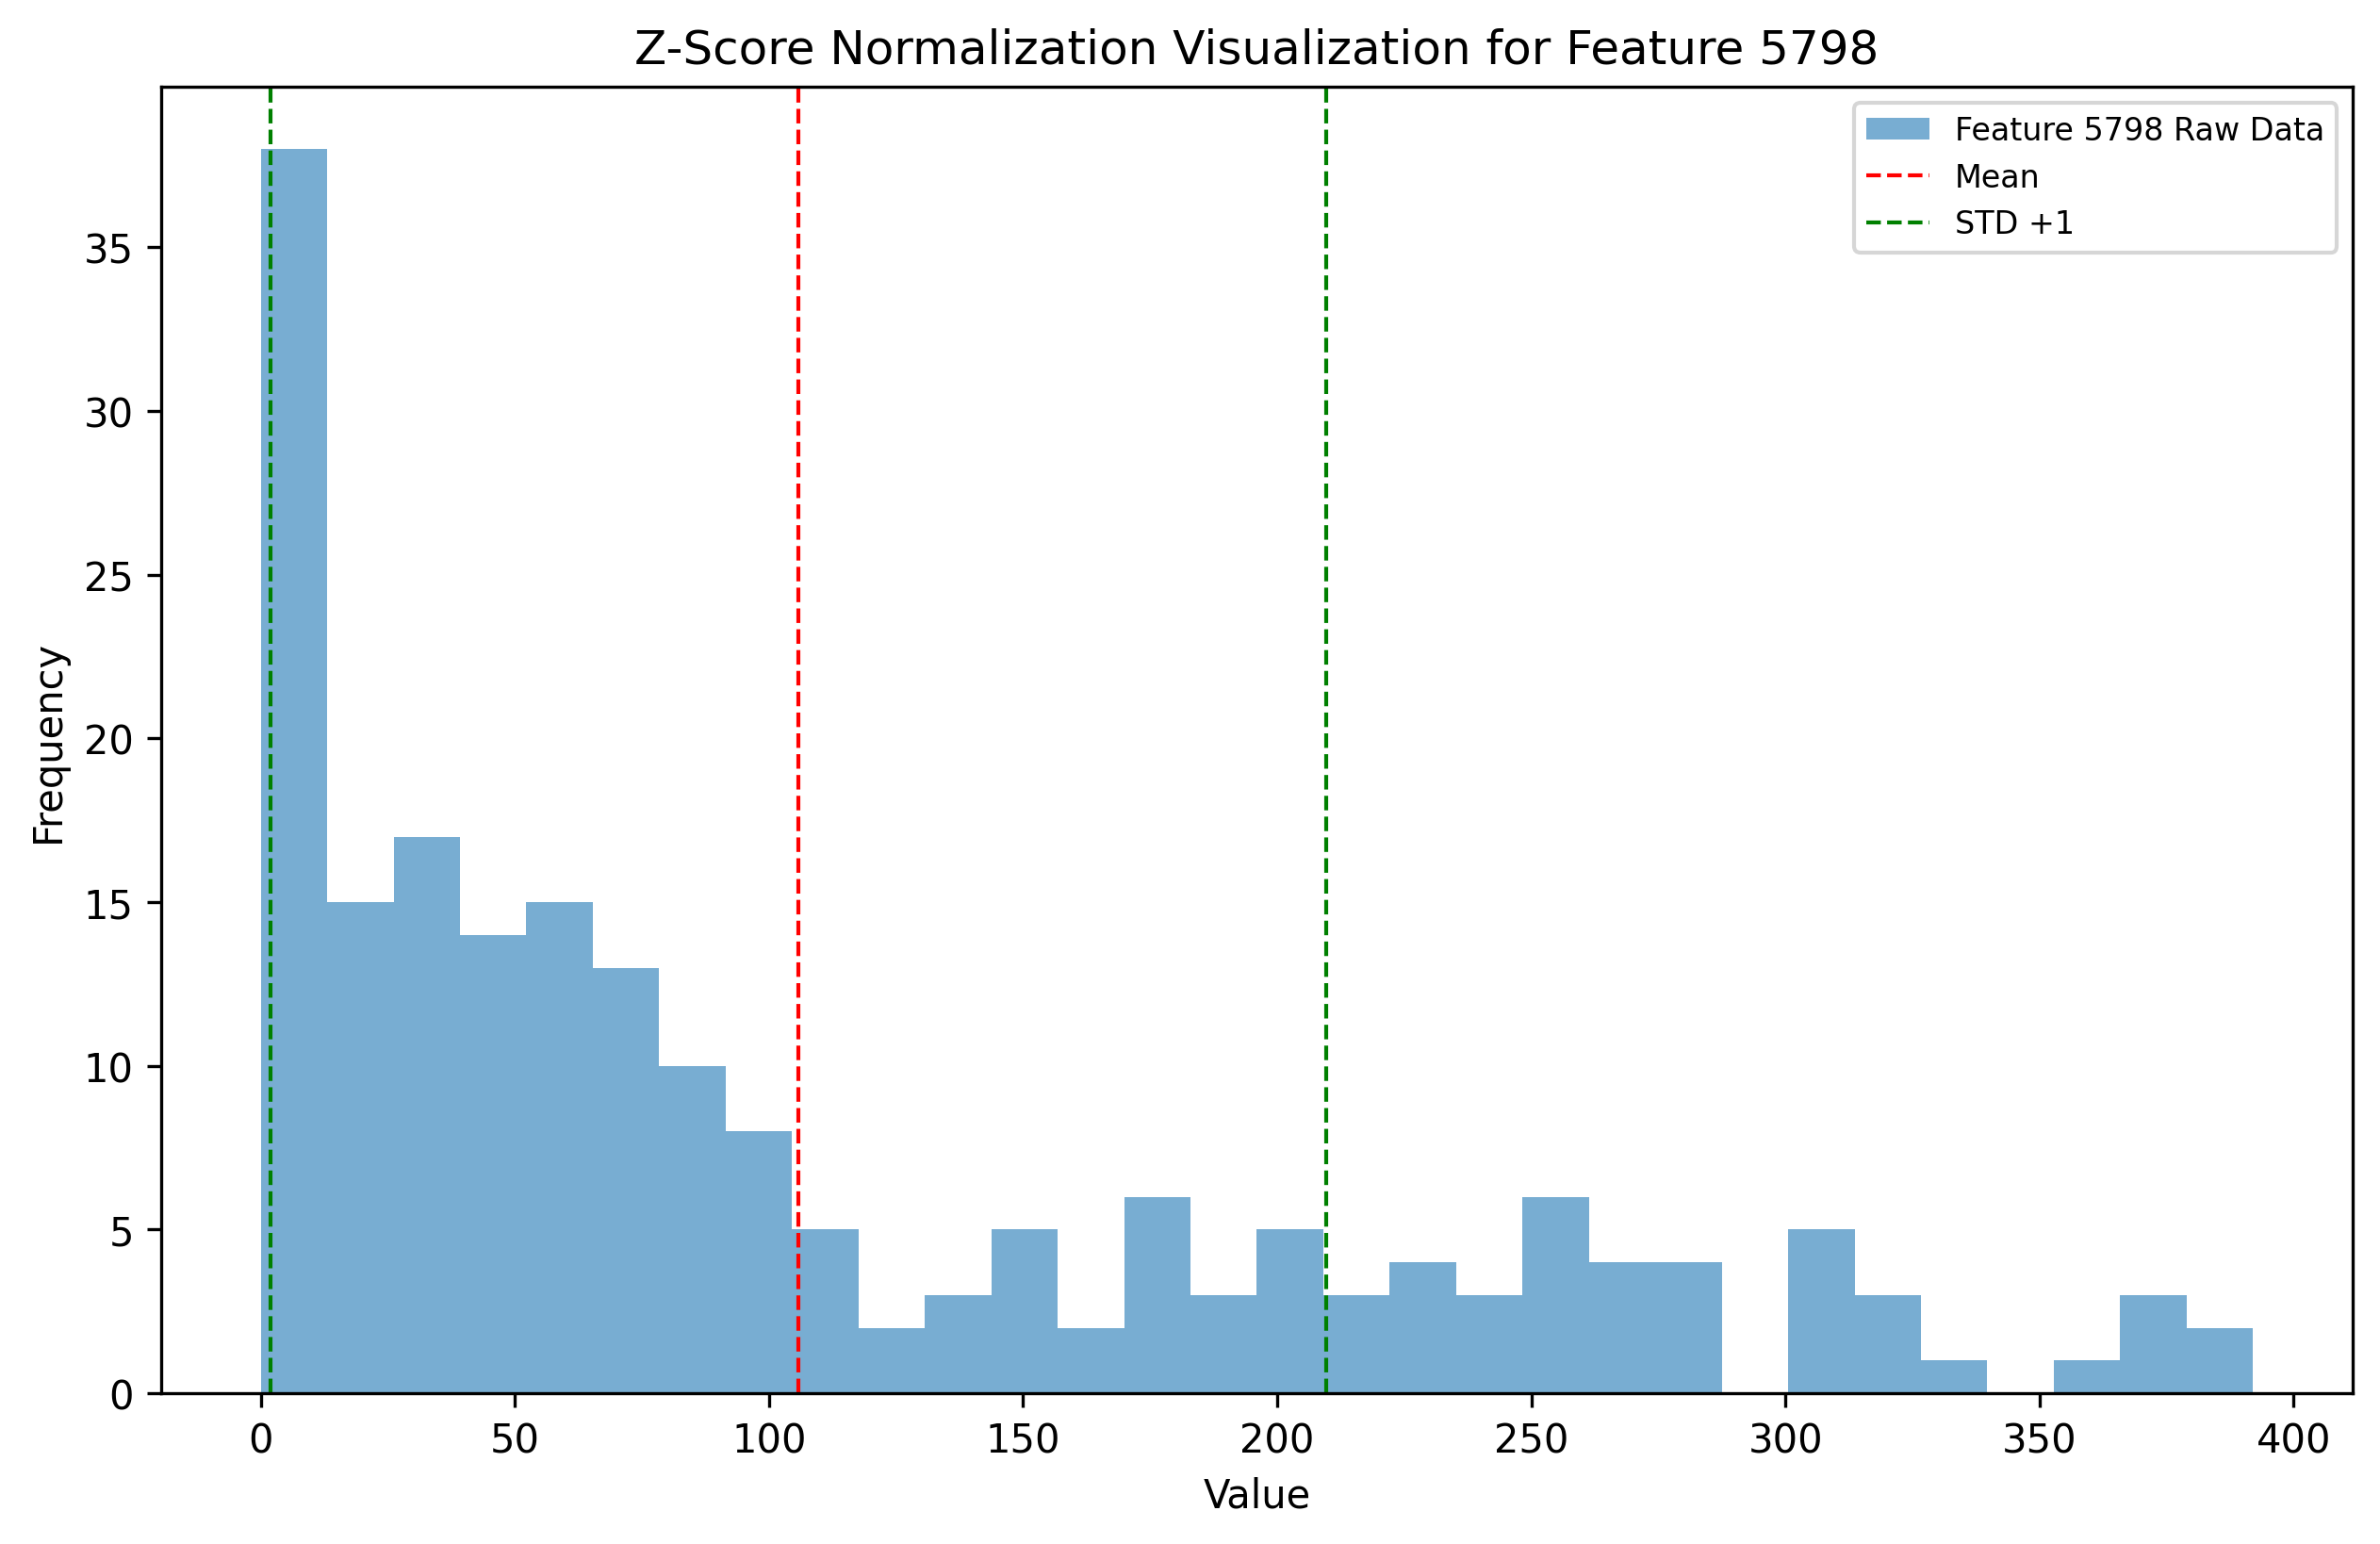 Z-Score Normalization Visualization for Feature 5798
Feature 5798 Raw Data
Mean
STD +1
35
30
25
20
15
10
5
0
Frequency
0 50 100 150 200 250 300 350 400
Value